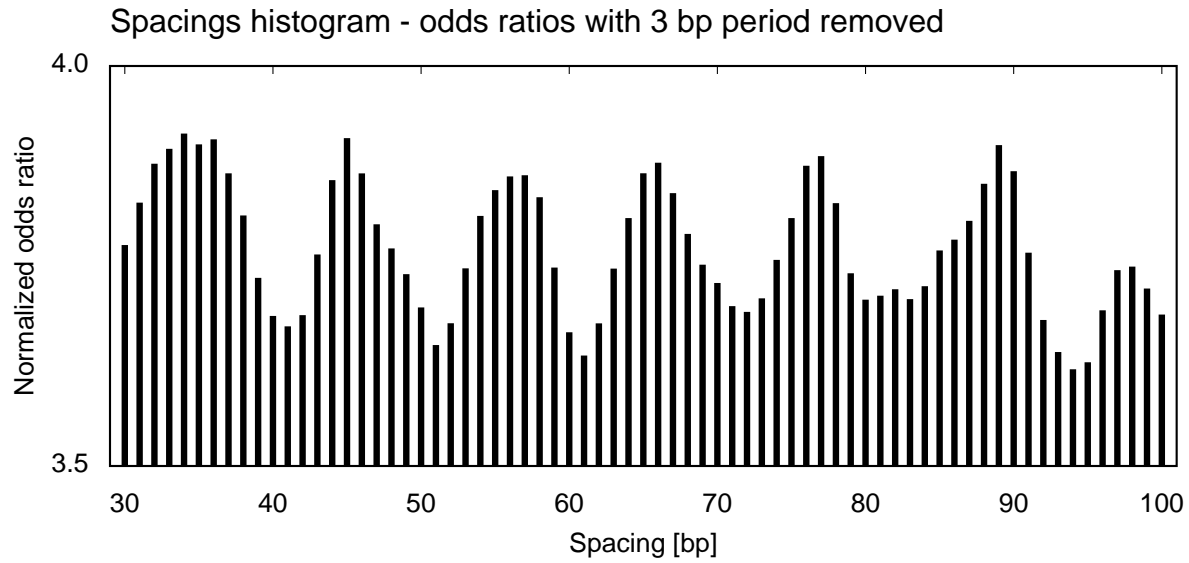 Spacings histogram - odds ratios with 3 bp period removed
4.0
Normalized odds ratio
3.5
30 40 50 60 70 80 90 100
Spacing [bp]